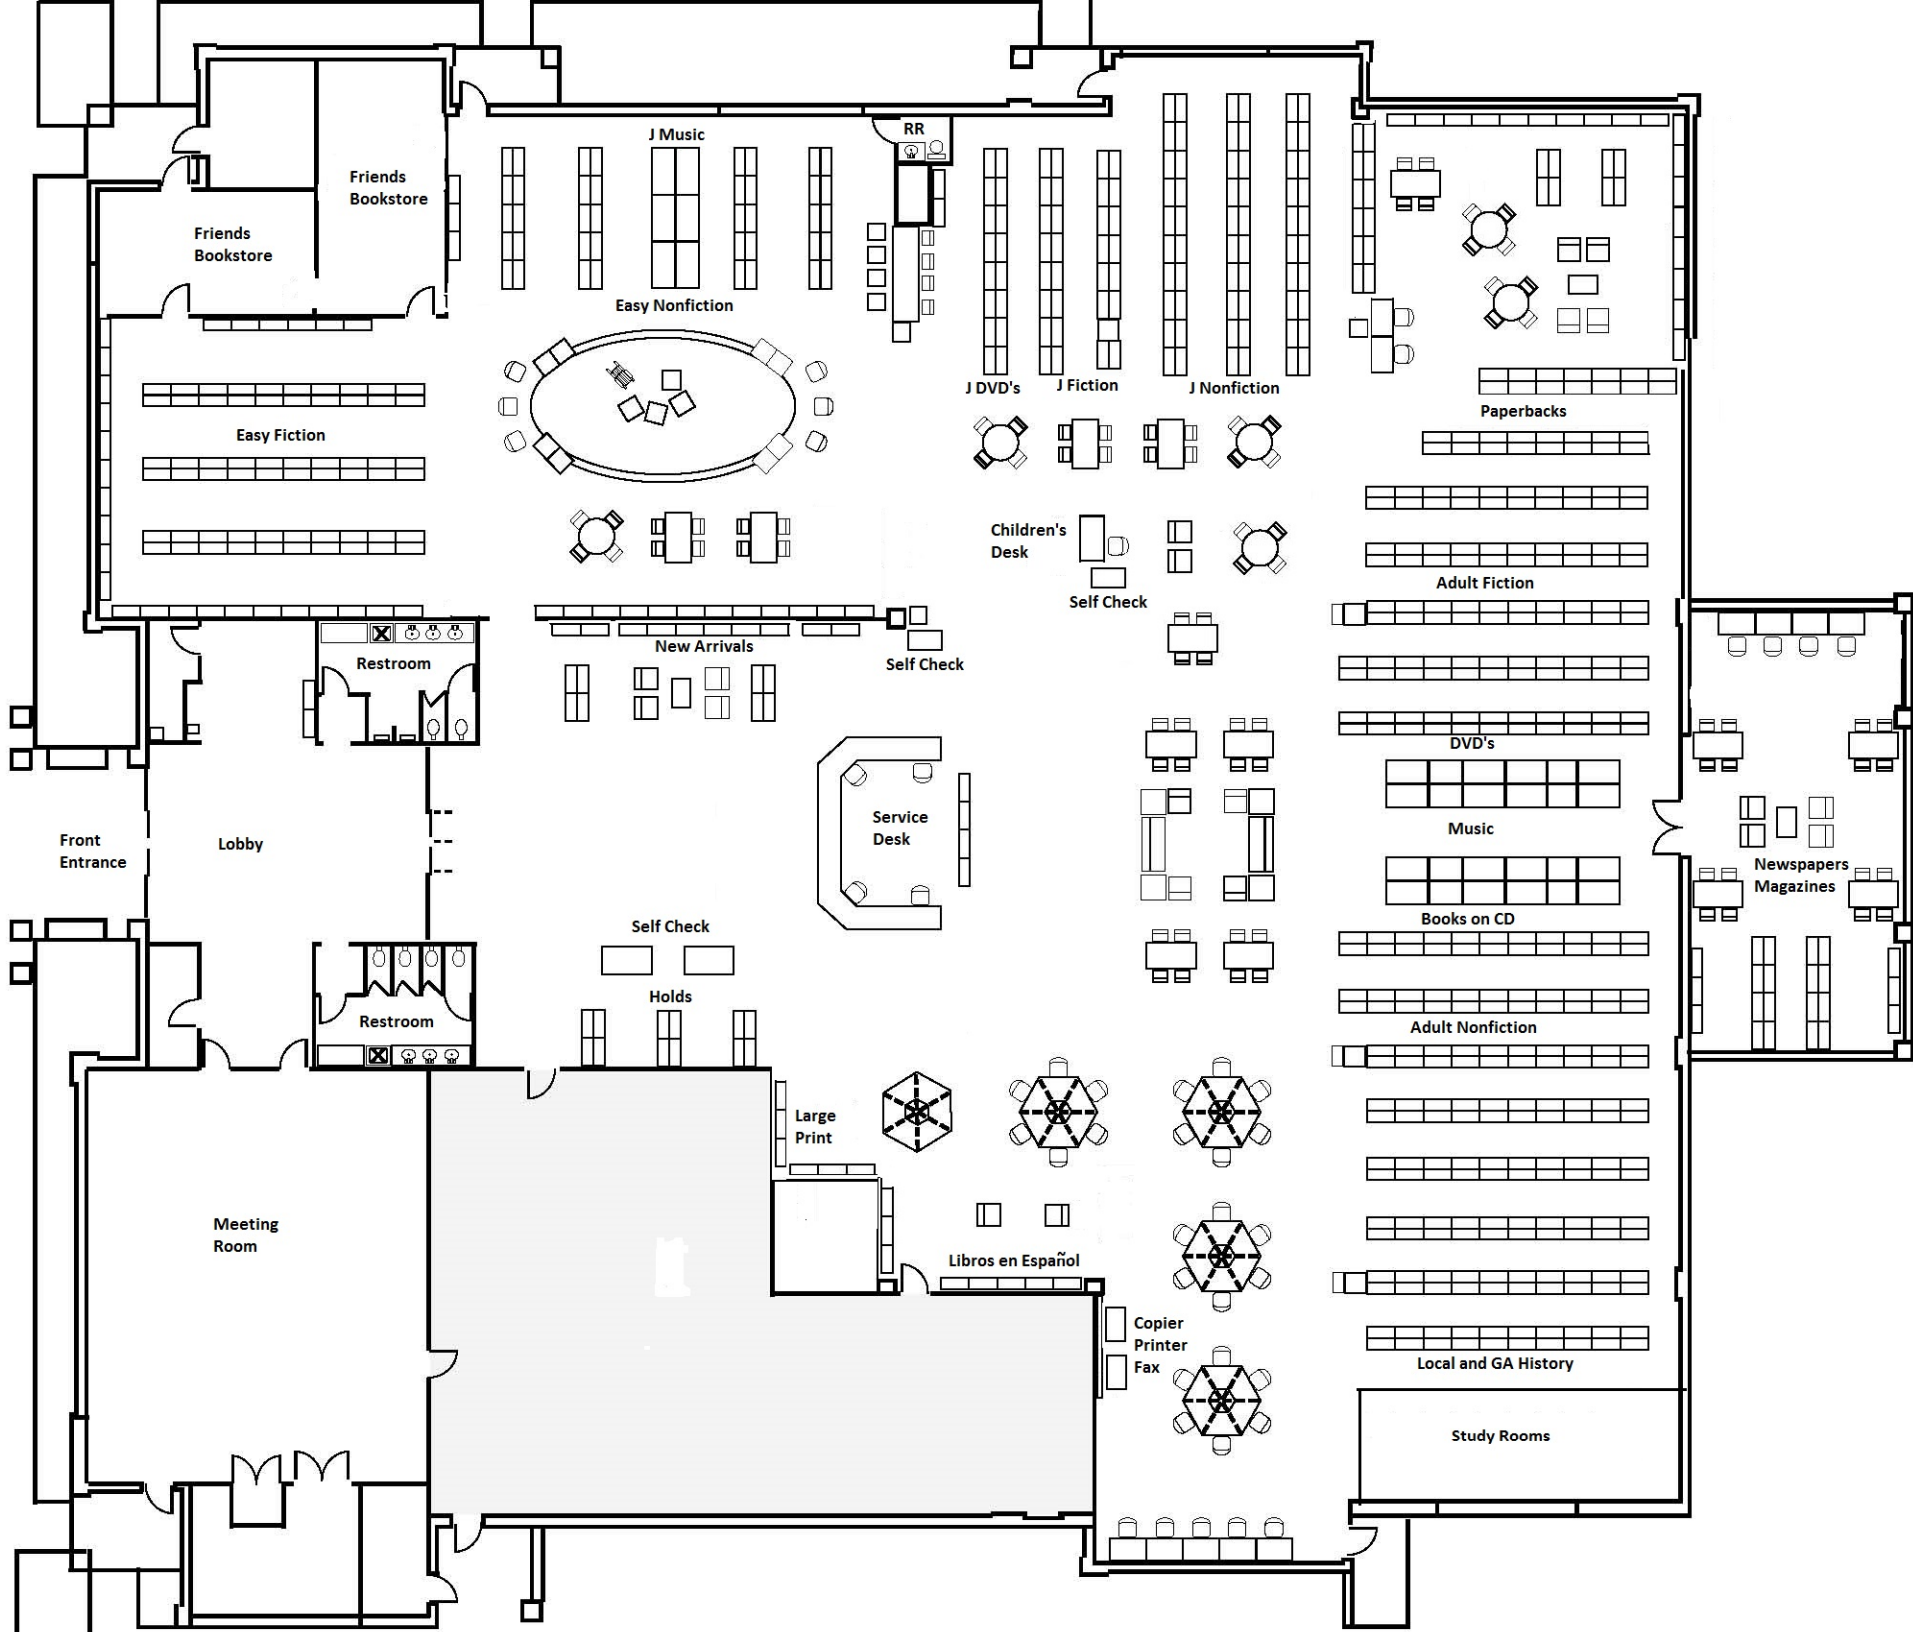 J Music
RR
Friends
Bookstore
Friends
Bookstore
Easy Nonfiction
J DVD's
J Fiction
J Nonfiction
Paperbacks
Easy Fiction
Children's
Desk
Self Check
Adult Fiction
New Arrivals
Self Check
Restroom
DVD's
Front
Entrance
Lobby
Service
Desk
Music
Newspapers
Magazines
Books on CD
Self Check
Holds
Restroom
Adult Nonfiction
Large
Print
Meeting
Room
Libros en Español
Copier
Printer
Fax
Local and GA History
Study Rooms